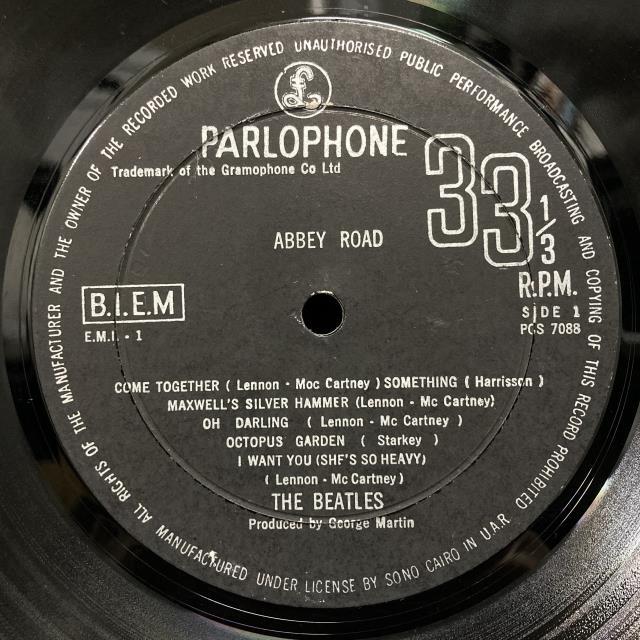 ALL RIGHTS OF THE MANUFACTURER AND THE OWNER OF THE RECORDED WORK RESERVED UNAUTHORISED PUBLIC PERFORMANCE BROADCASTING AND COPYING OF THIS RECORD PROHIBITED
£
PARLOPHONE
Trademark of the Gramophone Co Ltd
33 1/3
R.P.M.
ABBEY ROAD
B.I.E.M
E.M.I. - 1
SIDE 1
PCS 7088
COME TOGETHER ( Lennon - Moc Cartney ) SOMETHING ( Harrisson )
MAXWELL'S SILVER HAMMER (Lennon - Mc Cartney)
OH DARLING ( Lennon - Mc Cartney )
OCTOPUS GARDEN ( Starkey )
I WANT YOU (SHF'S SO HEAVY)
( Lennon - Mc Cartney )
THE BEATLES
Produced by George Martin
MANUFACTURED UNDER LICENSE BY SONO CAIRO IN U.A.R.